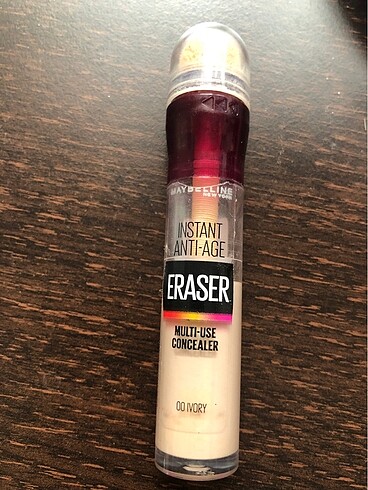 MAYBELLINE
NEW YORK
INSTANT
ANTI-AGE
ERASER
MULTI-USE
CONCEALER
00 IVORY